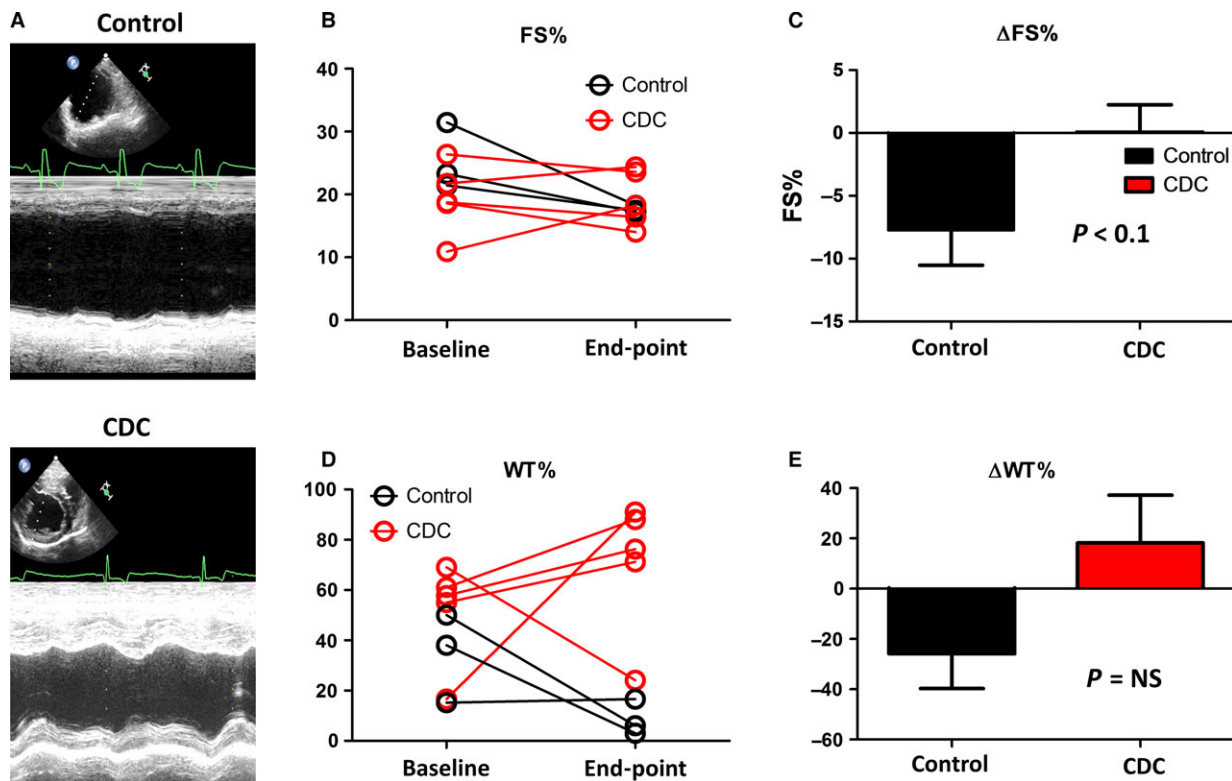 A
Control
P
CDC
P
B
FS%
40
30
20
10
0
Control
CDC
Baseline
End-point
C
ΔFS%
FS%
5
0
−5
−10
−15
Control
CDC
P < 0.1
Control
CDC
D
WT%
100
80
60
40
20
0
Control
CDC
Baseline
End-point
E
ΔWT%
40
20
0
−20
−40
−60
P = NS
Control
CDC